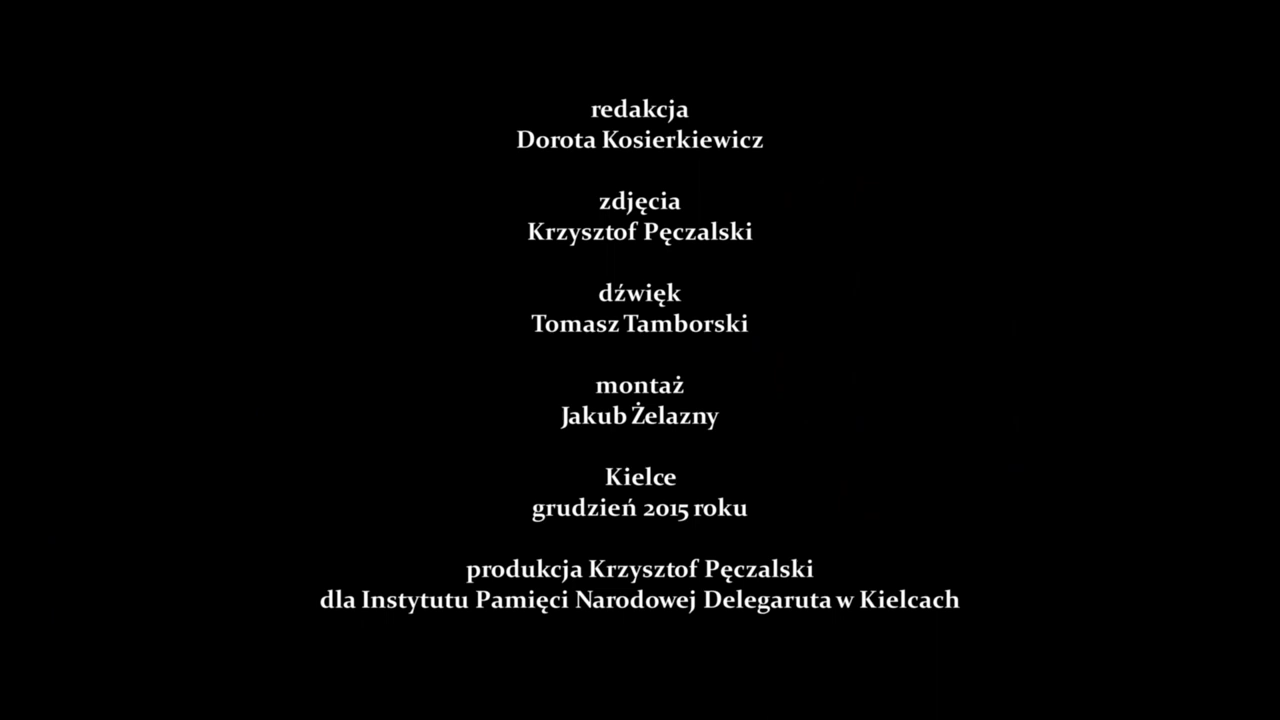 redakcja
Dorota Kosierkiewicz
zdjęcia
Krzysztof Pęczalski
dźwięk
Tomasz Tamborski
montaż
Jakub Żelazny
Kielce
grudzień 2015 roku
produkcja Krzysztof Pęczalski
dla Instytutu Pamięci Narodowej Delegaruta w Kielcach